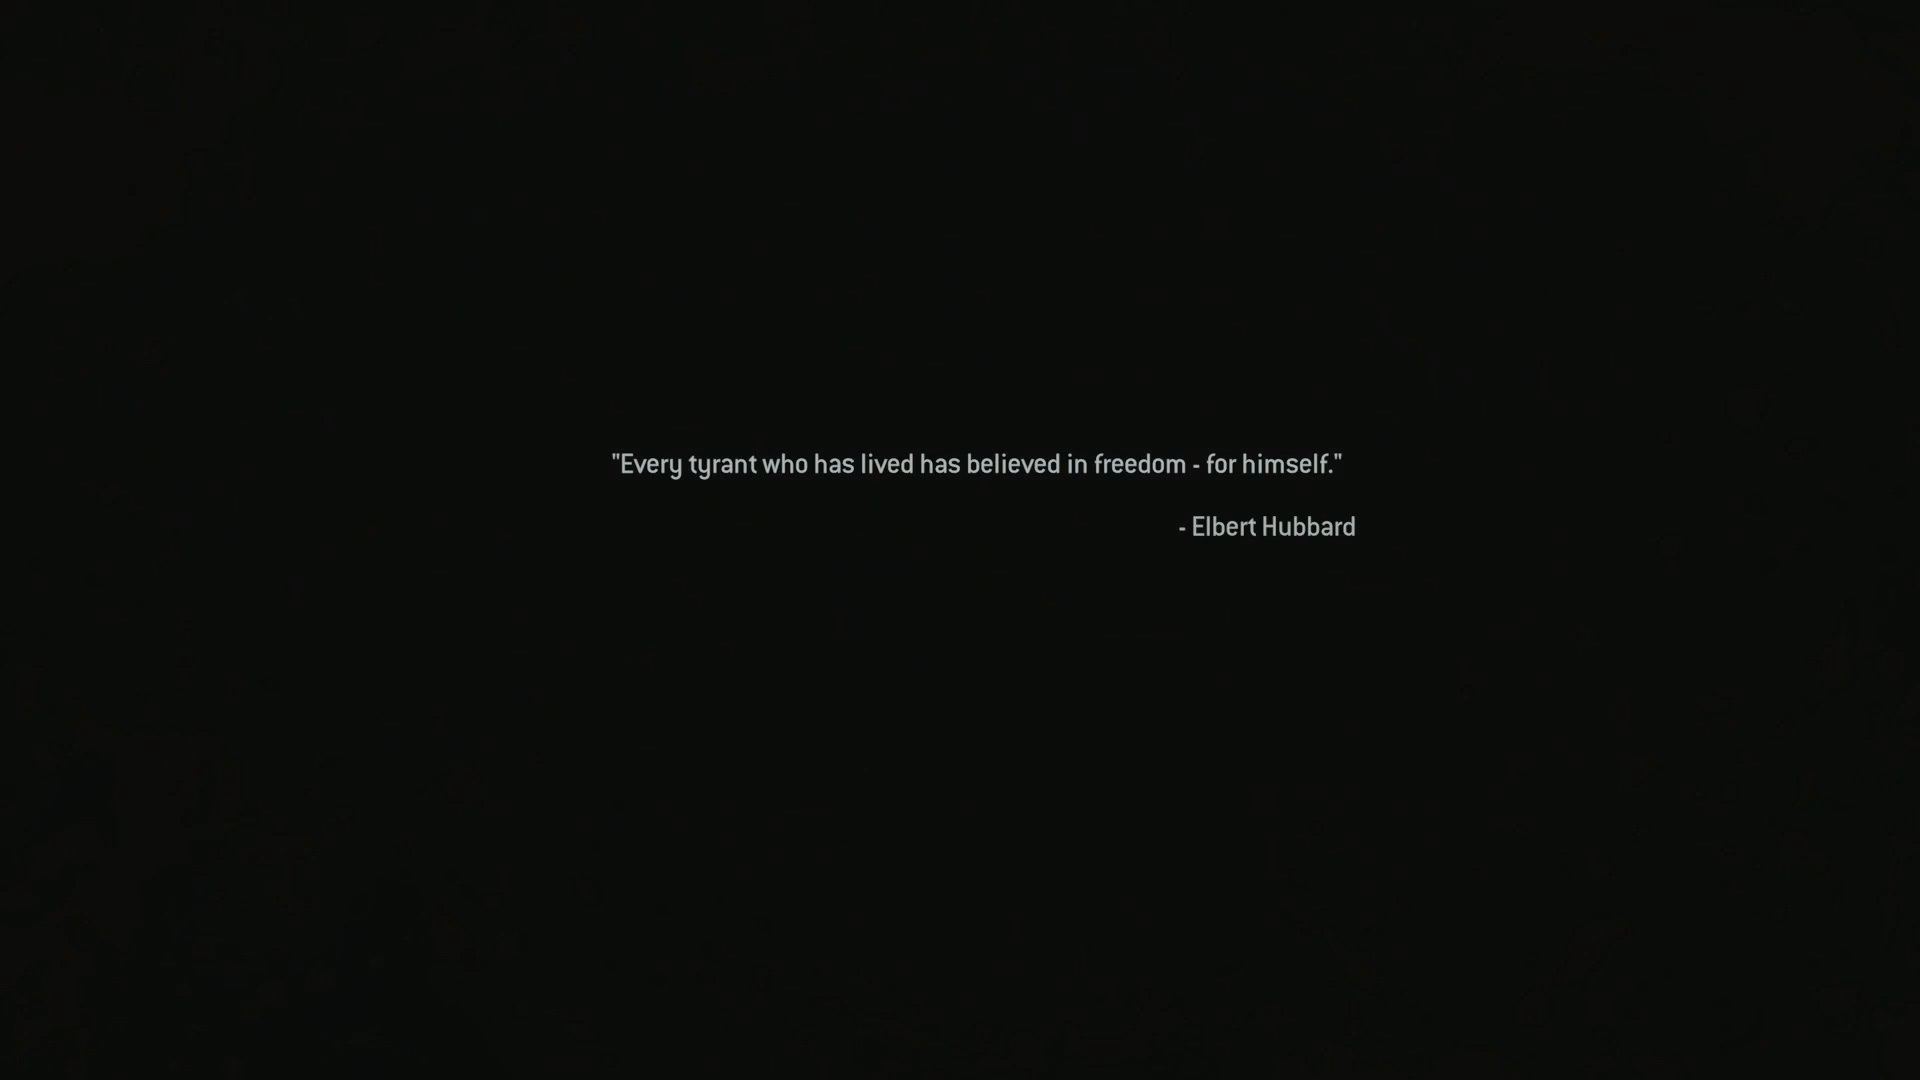 "Every tyrant who has lived has believed in freedom - for himself."
- Elbert Hubbard